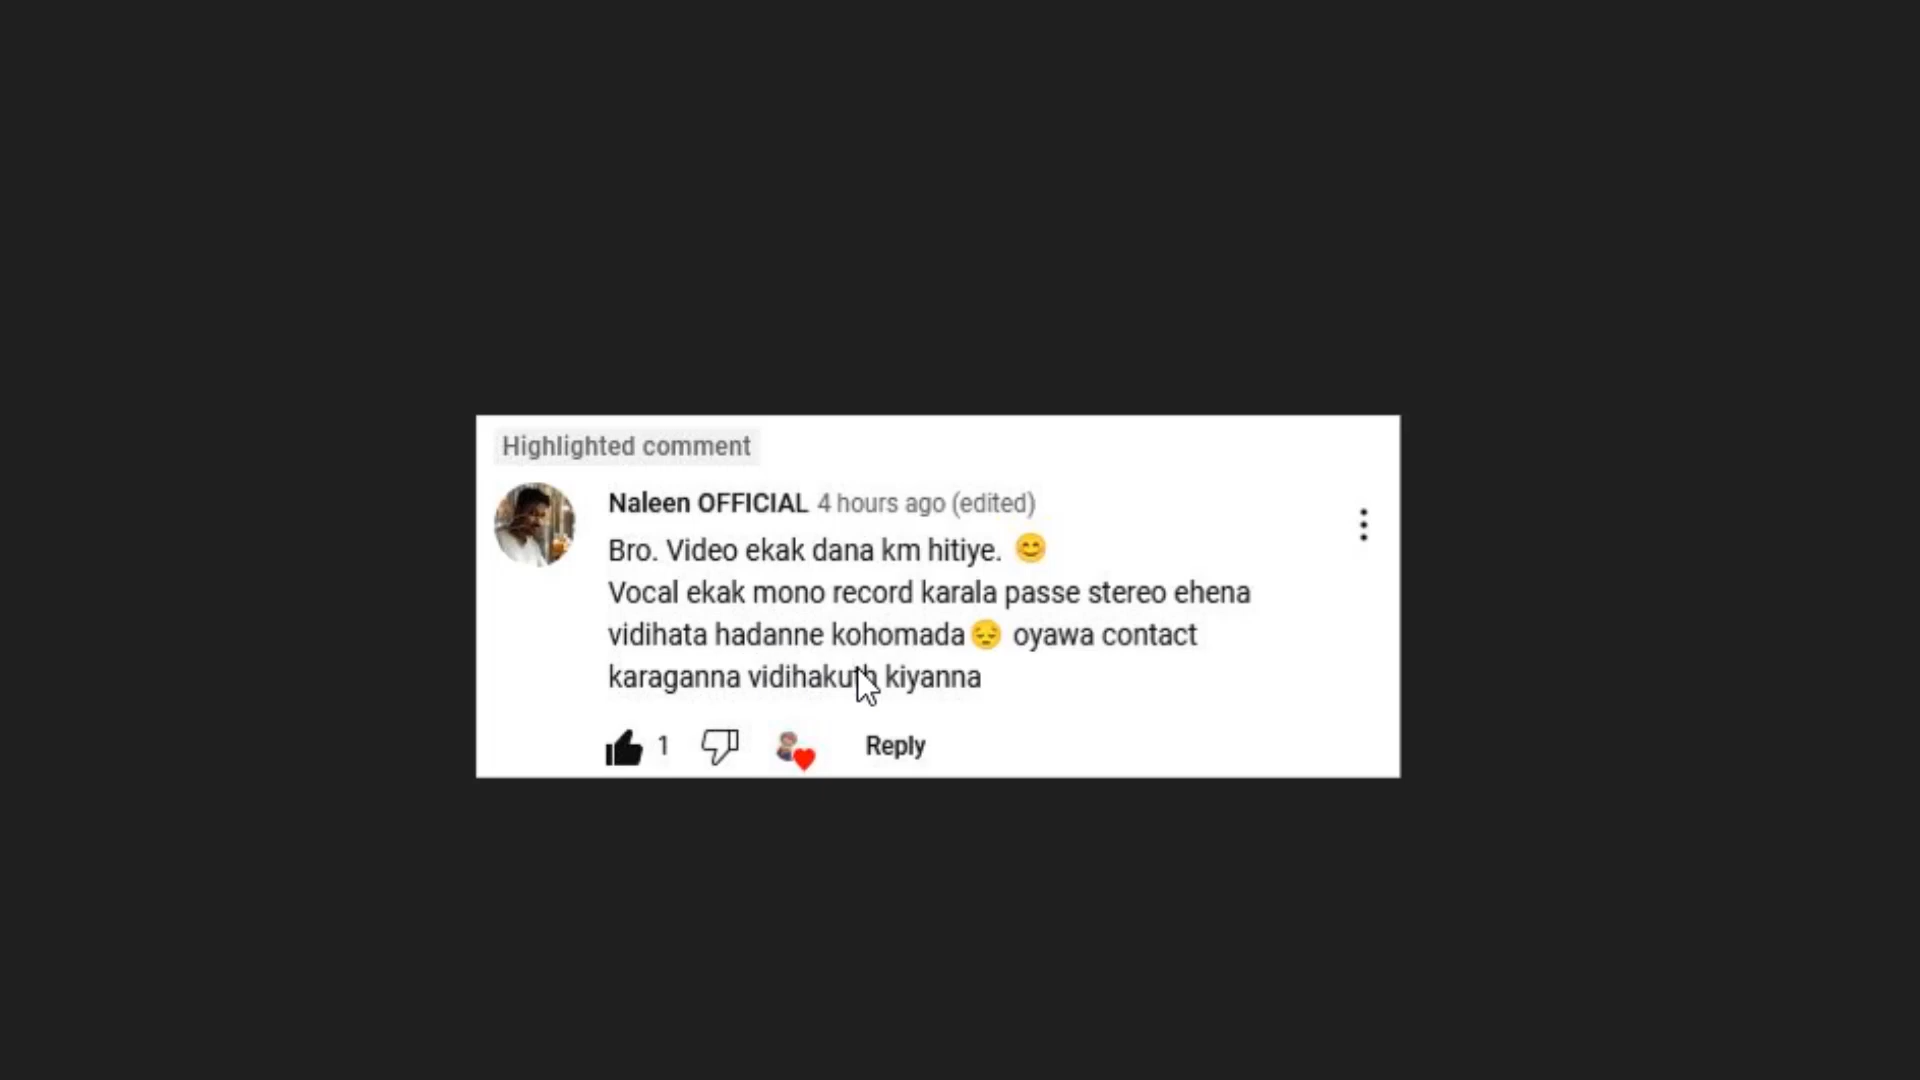 Highlighted comment
Naleen OFFICIAL 4 hours ago (edited)
Bro. Video ekak dana km hitiye. 😊
Vocal ekak mono record karala passe stereo ehena
vidihata hadanne kohomada😔 oyawa contact
karaganna kiyanna
1 Reply